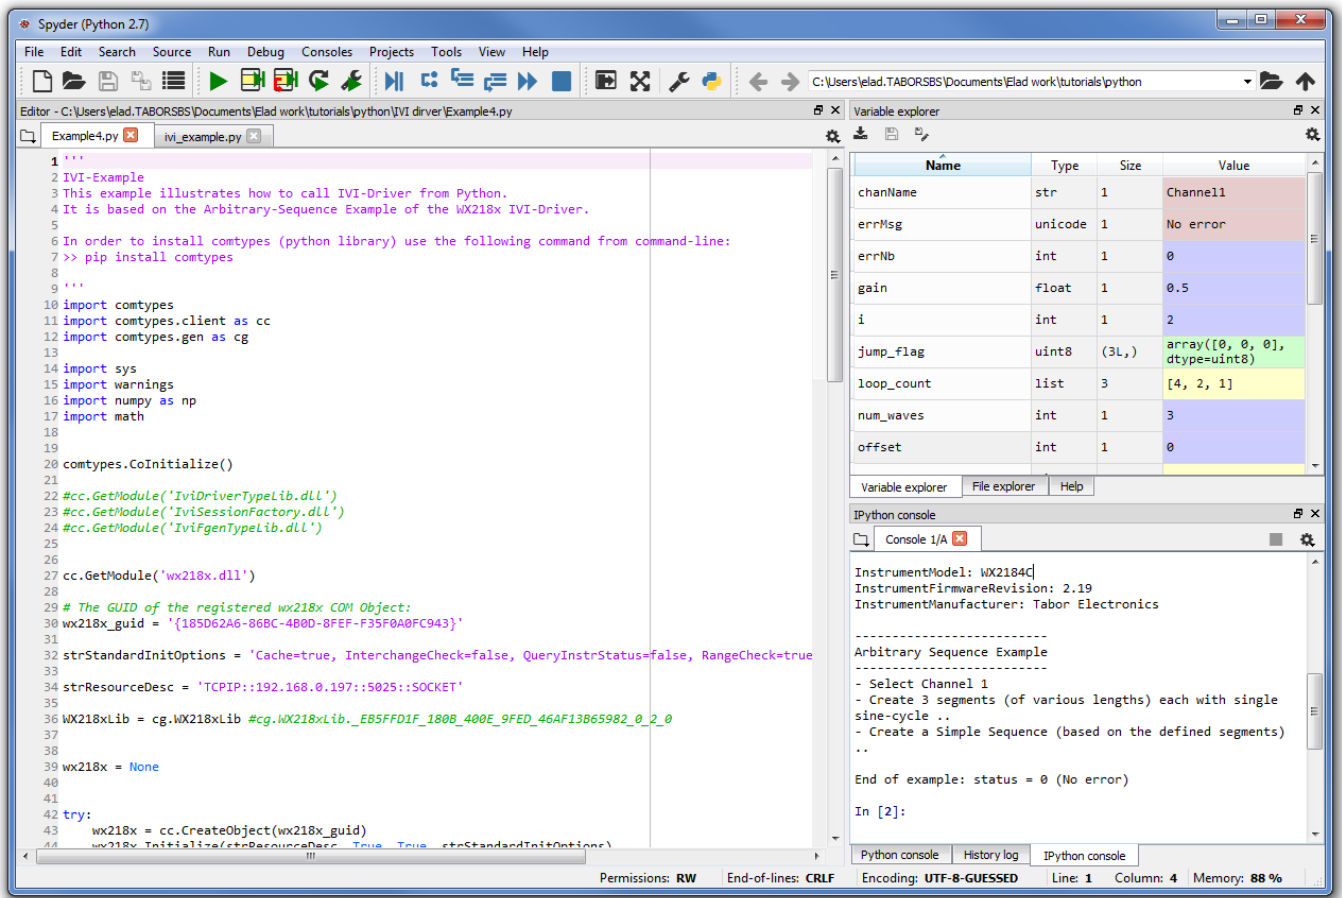 Spyder (Python 2.7)
File Edit Search Source Run Debug Consoles Projects Tools View Help
C:\Users\elad.TABORSBS\Documents\Elad work\tutorials\python
Editor - C:\Users\elad.TABORSBS\Documents\Elad work\tutorials\python\IVI dirver\Example4.py
Example4.py ivi_example.py
1 '''
2 IVI-Example
3 This example illustrates how to call IVI-Driver from Python.
4 It is based on the Arbitrary-Sequence Example of the WX218x IVI-Driver.
5
6 In order to install comtypes (python library) use the following command from command-line:
7 >> pip install comtypes
8
9 '''
10 import comtypes
11 import comtypes.client as cc
12 import comtypes.gen as cg
13
14 import sys
15 import warnings
16 import numpy as np
17 import math
18
19
20 comtypes.CoInitialize()
21
22 #cc.GetModule('IviDriverTypeLib.dll')
23 #cc.GetModule('IviSessionFactory.dll')
24 #cc.GetModule('IviFgenTypeLib.dll')
25
26
27 cc.GetModule('wx218x.dll')
28
29 # The GUID of the registered wx218x COM Object:
30 wx218x_guid = '{185D62A6-86BC-4B0D-8FEF-F35F0A0FC943}'
31
32 strStandardInitOptions = 'Cache=true, InterchangeCheck=false, QueryInstrStatus=false, RangeCheck=true
33
34 strResourceDesc = 'TCPIP::192.168.0.197::5025::SOCKET'
35
36 WX218xLib = cg.WX218xLib #cg.WX218xLib._EB5FFD1F_180B_400E_9FED_46AF13B65982_0_2_0
37
38
39 wx218x = None
40
41
42 try:
43 wx218x = cc.CreateObject(wx218x_guid)
44 wx218x.Initialize(strResourceDesc, True, True, strStandardInitOptions)
Variable explorer
Name Type Size Value
chanName str 1 Channel1
errMsg unicode 1 No error
errNb int 1 0
gain float 1 0.5
i int 1 2
jump_flag uint8 (3L,) array([0, 0, 0],
dtype=uint8)
loop_count list 3 [4, 2, 1]
num_waves int 1 3
offset int 1 0
Variable explorer File explorer Help
IPython console
Console 1/A
InstrumentModel: WX2184C
InstrumentFirmwareRevision: 2.19
InstrumentManufacturer: Tabor Electronics
--------------------------
Arbitrary Sequence Example
--------------------------
- Select Channel 1
- Create 3 segments (of various lengths) each with single
sine-cycle ..
- Create a Simple Sequence (based on the defined segments)
..
End of example: status = 0 (No error)
In [2]:
Python console History log IPython console
Permissions: RW End-of-lines: CRLF Encoding: UTF-8-GUESSED Line: 1 Column: 4 Memory: 88 %